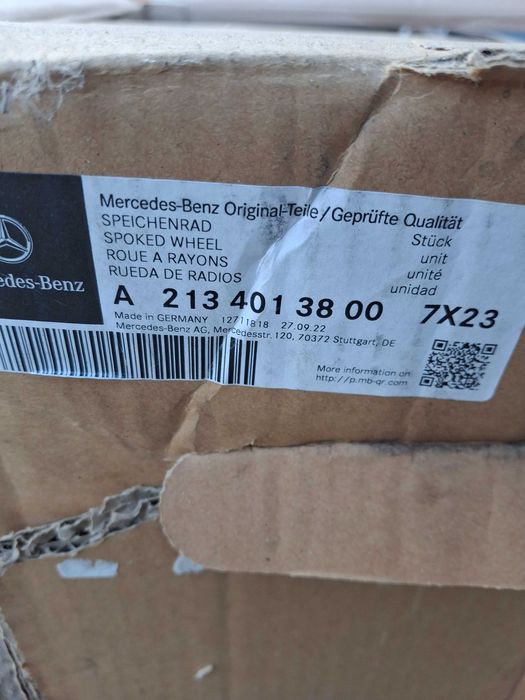 Mercedes-Benz Original-Teile/Geprüfte Qualität
SPEICHENRAD
Stück
SPOKED WHEEL
unit
ROUE A RAYONS
unité
RUEDA DE RADIOS
unidad
edes-Benz
A 213 401 38 00 7X23
Made in GERMANY 12711818 27.09.22
Mercedes-Benz AG, Mercedesstr. 120, 70372 Stuttgart, DE
More information on
http://p.mb-qr.com